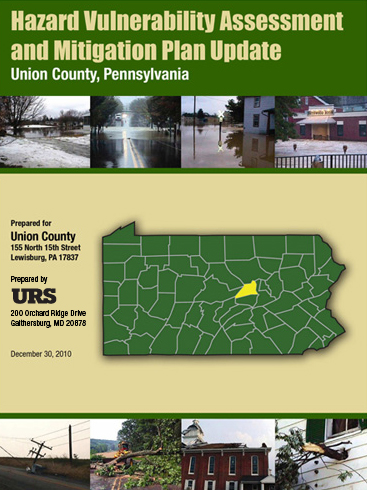 Hazard Vulnerability Assessment
and Mitigation Plan Update
Union County, Pennsylvania
Prepared for
Union County
155 North 15th Street
Lewisburg, PA 17837
Prepared by
URS
200 Orchard Ridge Drive
Gaithersburg, MD 20878
December 30, 2010